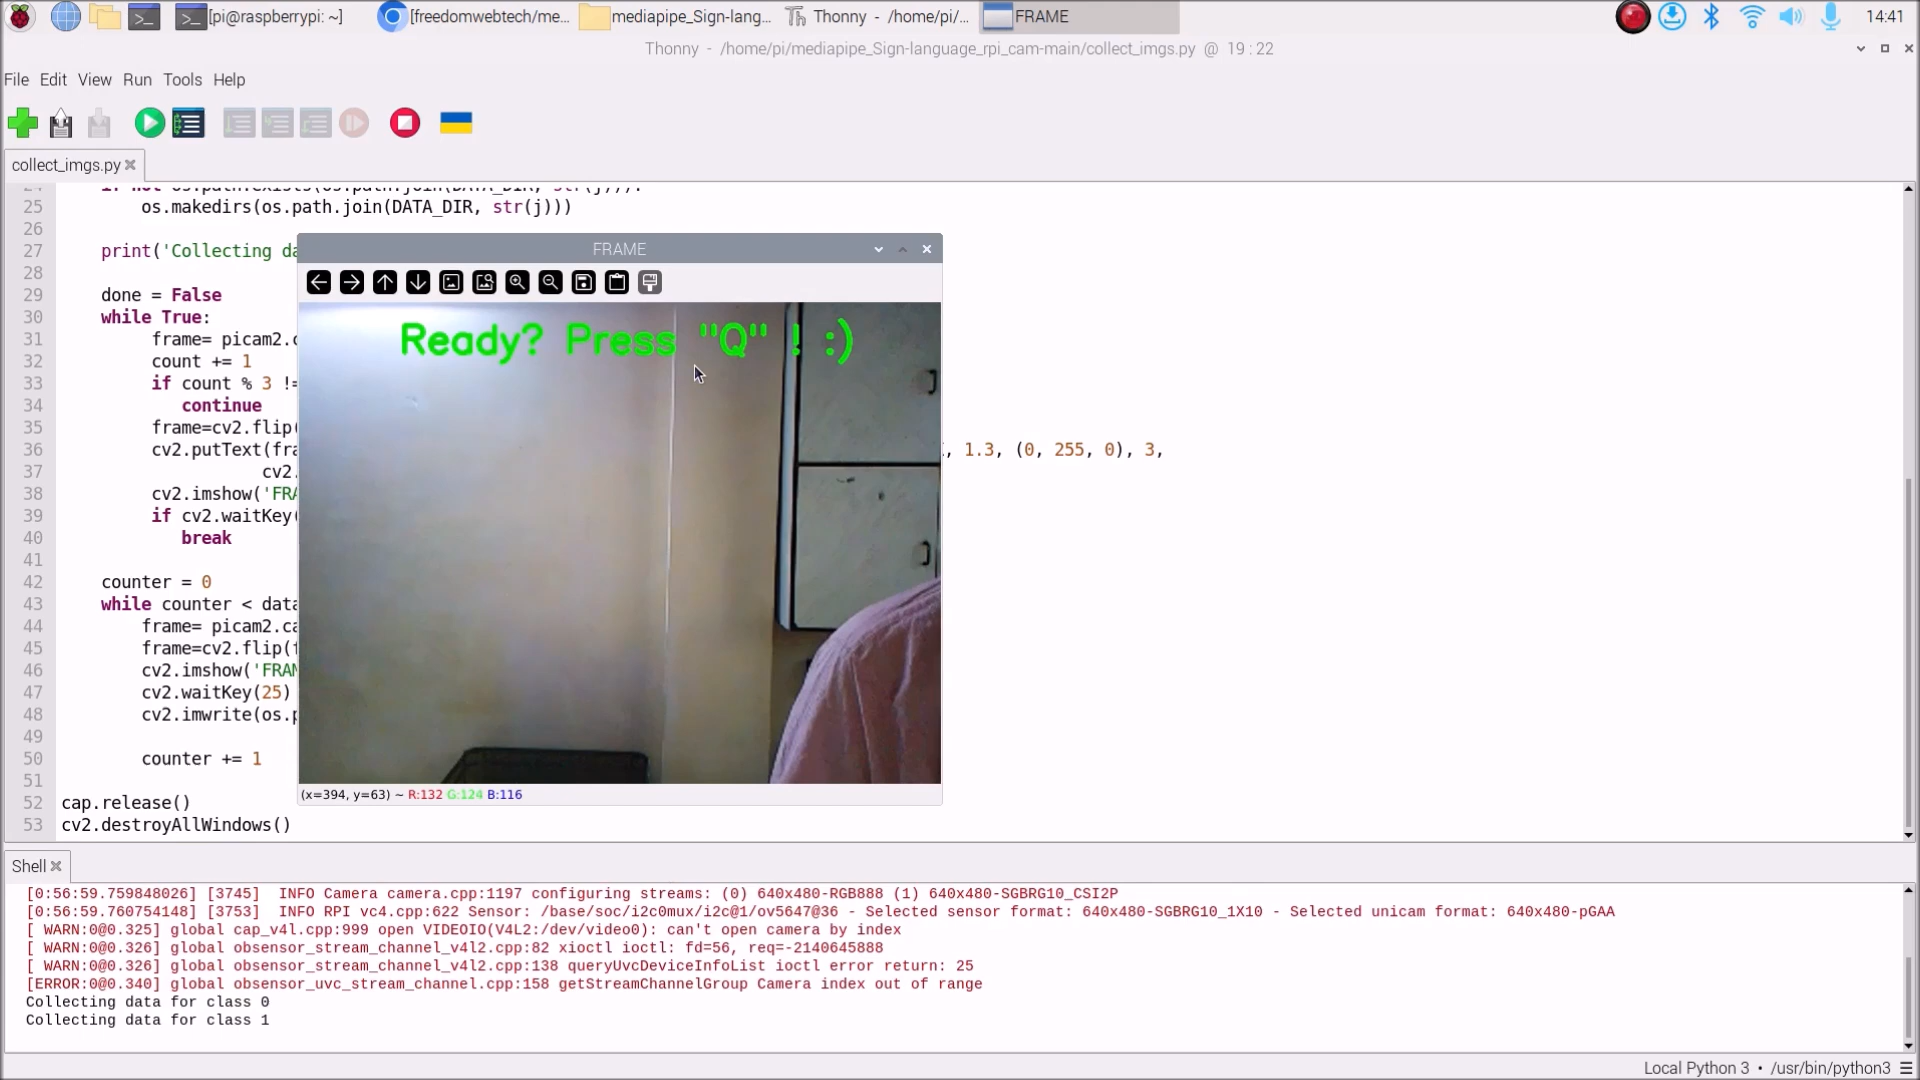 [pi@raspberrypi: ~]
[freedomwebtech/me...
mediapipe_Sign-lang...
Thonny - /home/pi/...
FRAME
14:41
Thonny - /home/pi/mediapipe_Sign-language_rpi_cam-main/collect_imgs.py @ 19 : 22
File Edit View Run Tools Help
collect_imgs.py
25 os.makedirs(os.path.join(DATA_DIR, str(j)))
26
27 print('Collecting da
28
29 done = False
30 while True:
31 frame= picam2.c
32 count += 1
33 if count % 3 !=
34 continue
35 frame=cv2.flip(
36 cv2.putText(fra , 1.3, (0, 255, 0), 3,
37 cv2.
38 cv2.imshow('FRA
39 if cv2.waitKey(
40 break
41
42 counter = 0
43 while counter < data
44 frame= picam2.ca
45 frame=cv2.flip(f
46 cv2.imshow('FRAM
47 cv2.waitKey(25)
48 cv2.imwrite(os.p
49
50 counter += 1
51
52 cap.release()
53 cv2.destroyAllWindows()
FRAME
Ready? Press "Q" ! :)
(x=394, y=63) ~ R:132 G:124 B:116
Shell
[0:56:59.759848026] [3745] INFO Camera camera.cpp:1197 configuring streams: (0) 640x480-RGB888 (1) 640x480-SGBRG10_CSI2P
[0:56:59.760754148] [3753] INFO RPI vc4.cpp:622 Sensor: /base/soc/i2c0mux/i2c@1/ov5647@36 - Selected sensor format: 640x480-SGBRG10_1X10 - Selected unicam format: 640x480-pGAA
[ WARN:0@0.325] global cap_v4l.cpp:999 open VIDEOIO(V4L2:/dev/video0): can't open camera by index
[ WARN:0@0.326] global obsensor_stream_channel_v4l2.cpp:82 xioctl ioctl: fd=56, req=-2140645888
[ WARN:0@0.326] global obsensor_stream_channel_v4l2.cpp:138 queryUvcDeviceInfoList ioctl error return: 25
[ERROR:0@0.340] global obsensor_uvc_stream_channel.cpp:158 getStreamChannelGroup Camera index out of range
Collecting data for class 0
Collecting data for class 1
Local Python 3 • /usr/bin/python3